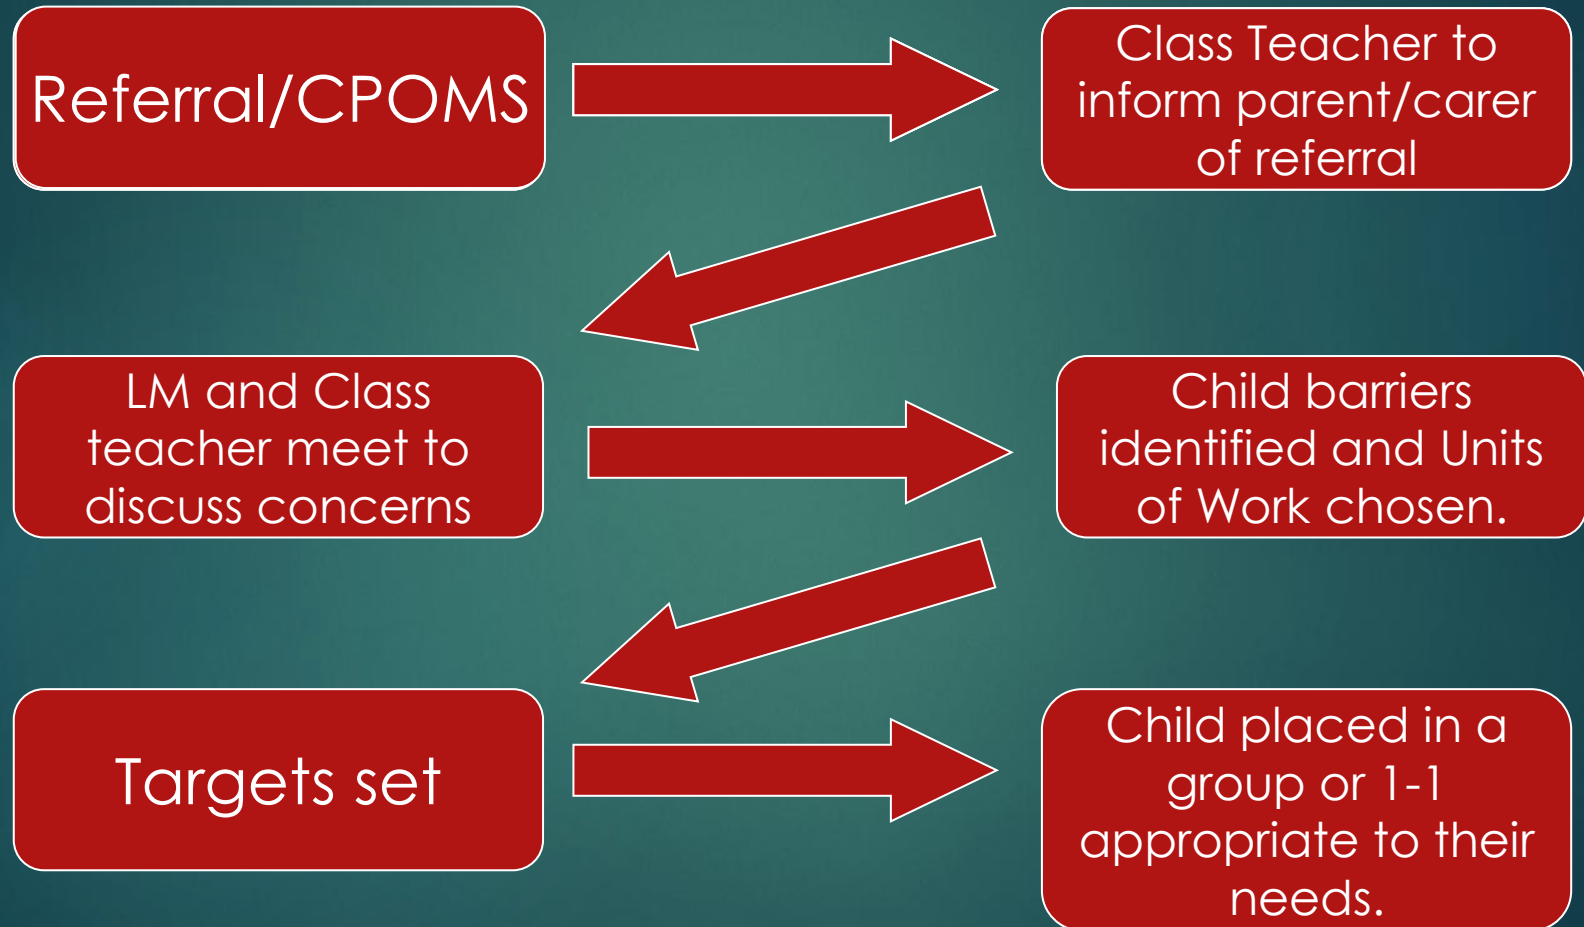 Referral/CPOMS
Class Teacher to
inform parent/carer
of referral
LM and Class
teacher meet to
discuss concerns
Child barriers
identified and Units
of Work chosen.
Targets set
Child placed in a
group or 1-1
appropriate to their
needs.